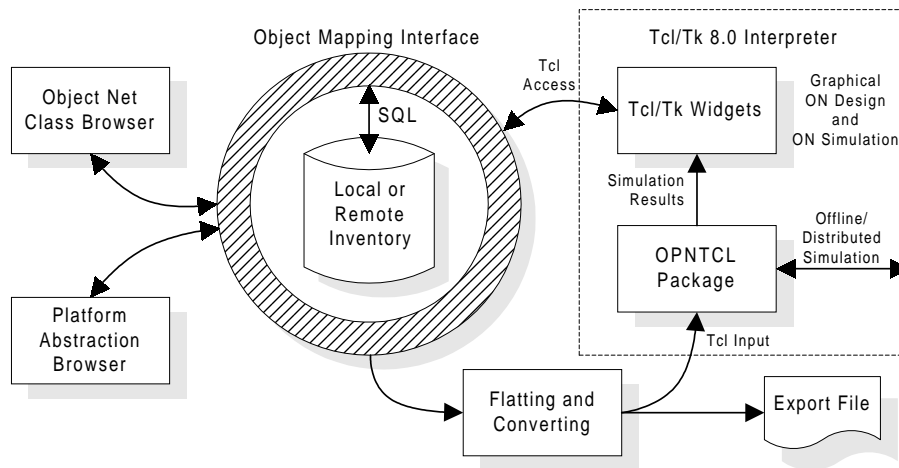 Object Mapping Interface
Tcl/Tk 8.0 Interpreter
Object Net
Class Browser
SQL
Local or
Remote
Inventory
Tcl
Access
Tcl/Tk Widgets
Graphical
ON Design
and
ON Simulation
Simulation
Results
OPNTCL
Package
Offline/
Distributed
Simulation
Platform
Abstraction
Browser
Tcl Input
Flatting and
Converting
Export File